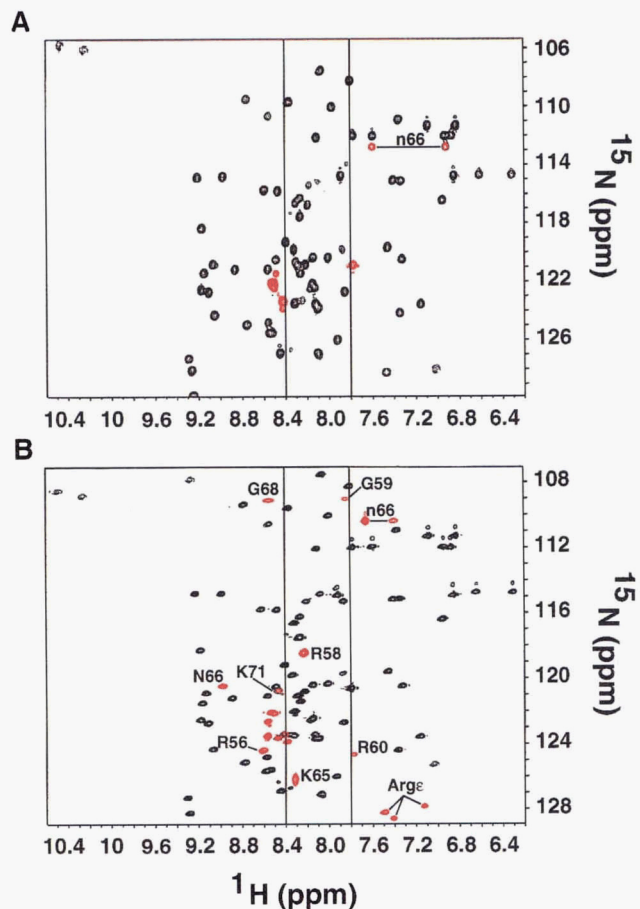 A
106
110
114
118
122
126
15N (ppm)
n66
10.4 10 9.6 9.2 8.8 8.4 8.0 7.6 7.2 6.8 6.4
B
108
112
116
120
124
128
15N (ppm)
G68
G59
n66
R58
K71
N66
R56
R60
K65
Argε
10.4 10 9.6 9.2 8.8 8.4 8.0 7.6 7.2 6.8 6.4
1H (ppm)